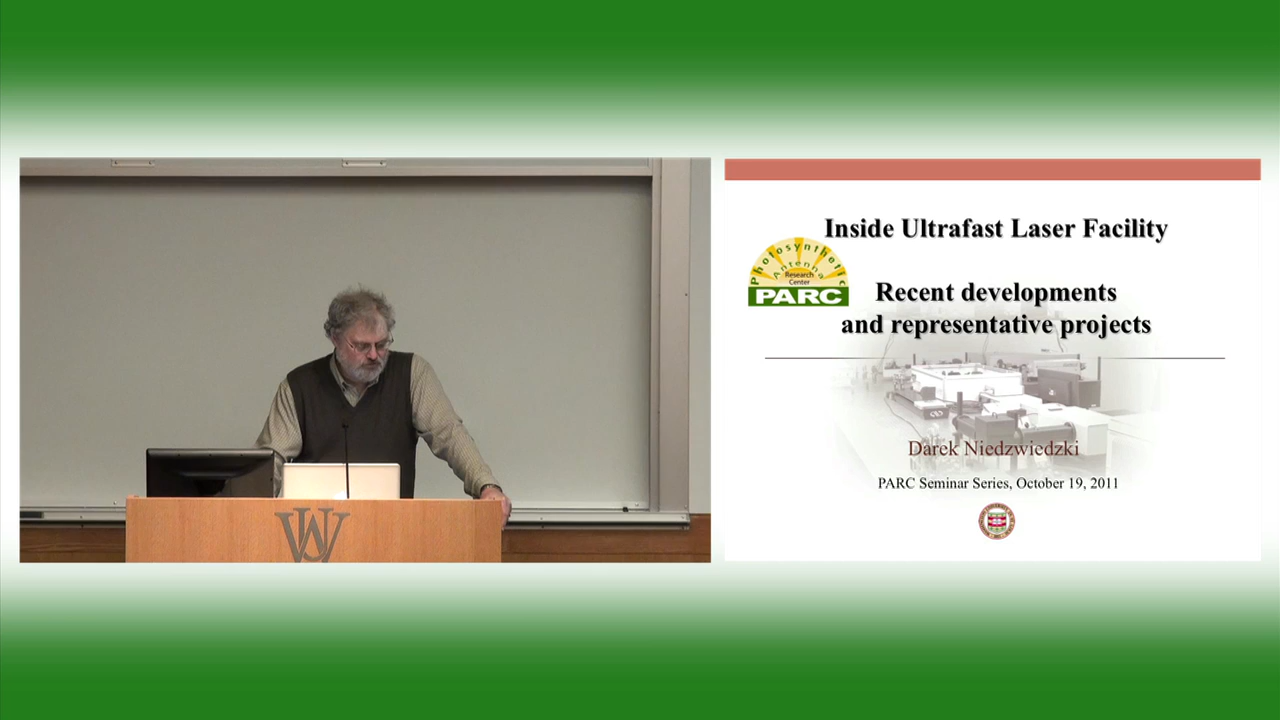 WU
Inside Ultrafast Laser Facility
Photosynthetic
Antenna
Research
Center
PARC
Recent developments
and representative projects
Darek Niedzwiedzki
PARC Seminar Series, October 19, 2011